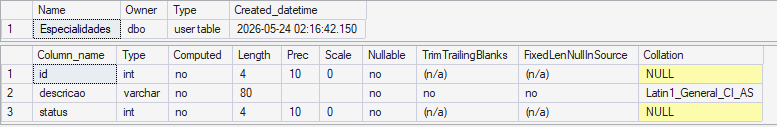 Name Owner Type Created_datetime
1 Especialidades dbo user table 2026-05-24 02:16:42.150
Column_name Type Computed Length Prec Scale Nullable TrimTrailingBlanks FixedLenNullInSource Collation
1 id int no 4 10 0 no (n/a) (n/a) NULL
2 descricao varchar no 80 no no no Latin1_General_CI_AS
3 status int no 4 10 0 no (n/a) (n/a) NULL